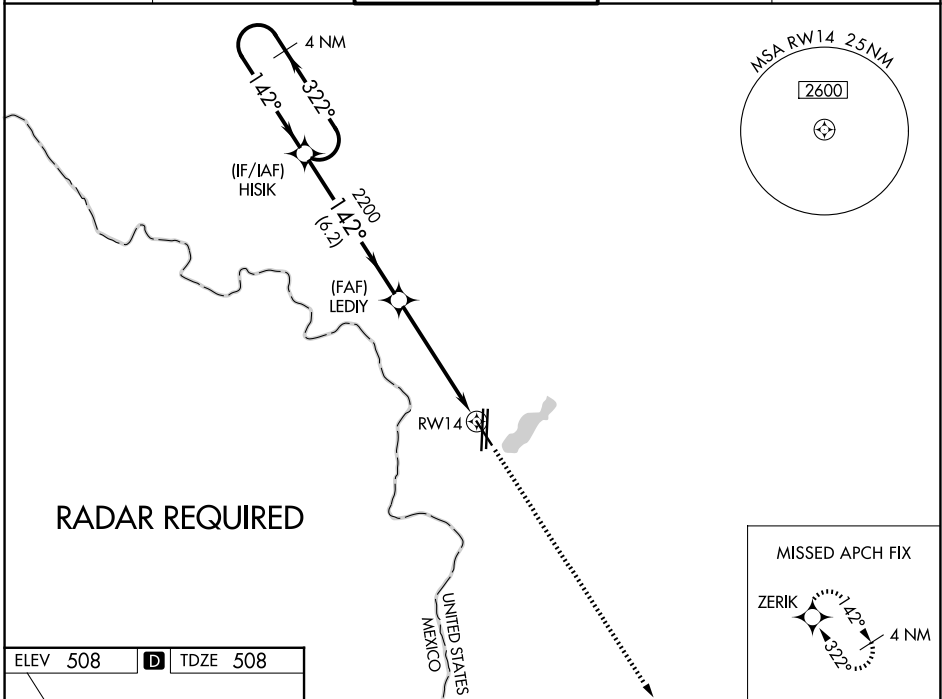 4 NM
142°
322°
(IF/IAF)
HISIK
2200
142°
(6.2)
(FAF)
LEDIY
RW14
MSA RW14 25NM
2600
RADAR REQUIRED
UNITED STATES
MEXICO
MISSED APCH FIX
ZERIK
142°
322°
4 NM
ELEV 508 D TDZE 508